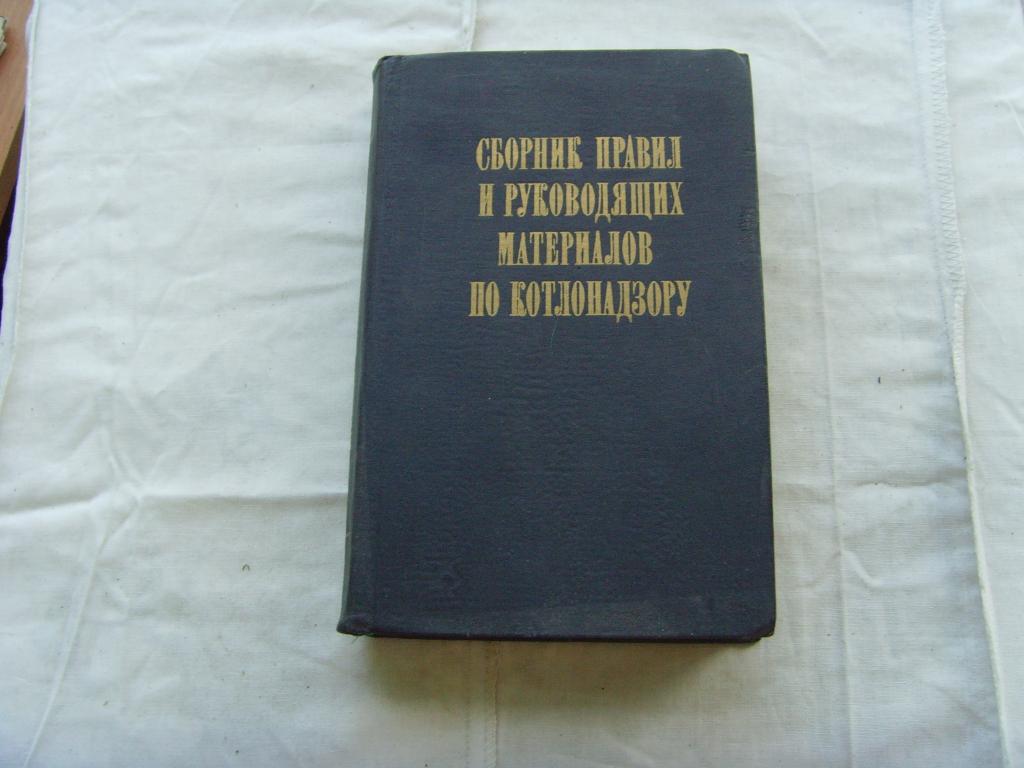 СБОРНИК ПРАВИЛ
И РУКОВОДЯЩИХ
МАТЕРИАЛОВ
ПО КОТЛОНАДЗОРУ